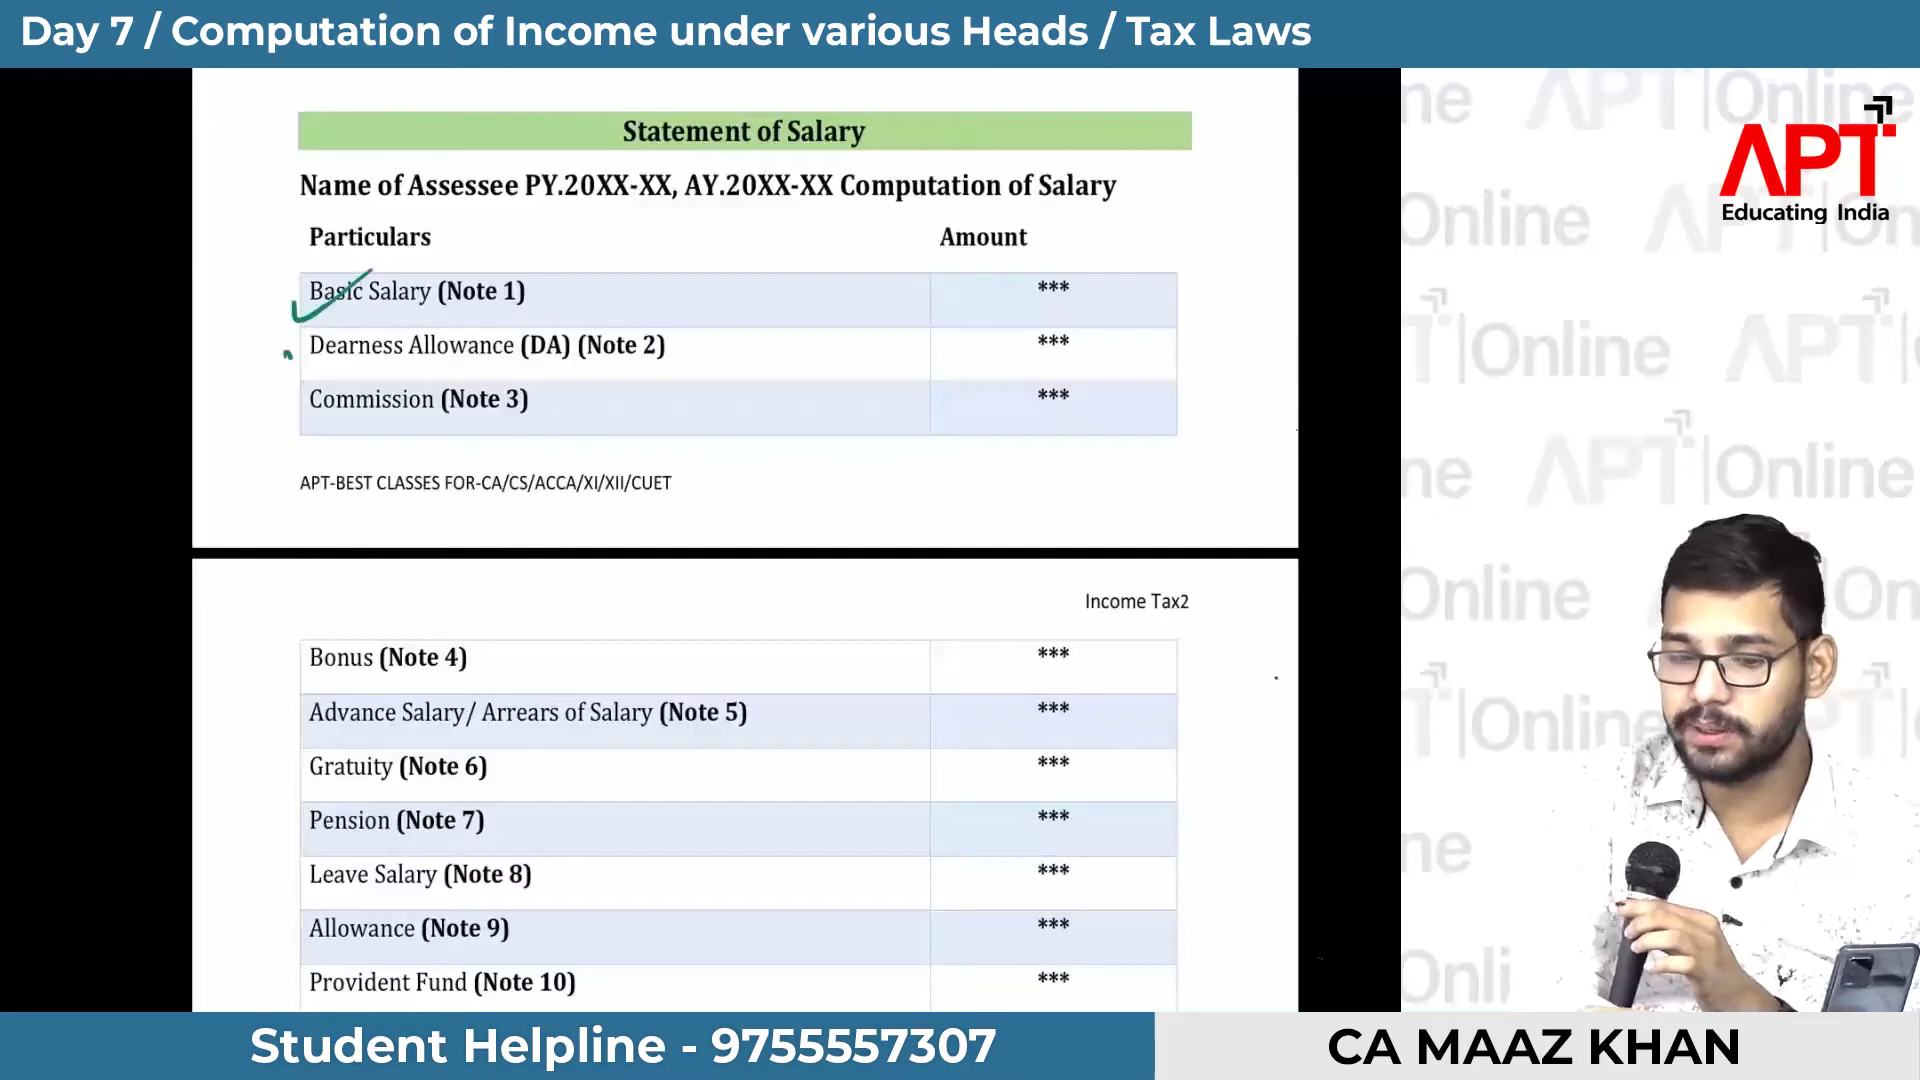 Day 7 / Computation of Income under various Heads / Tax Laws
APT
Educating India
Statement of Salary
Name of Assessee PY.20XX-XX, AY.20XX-XX Computation of Salary
Particulars Amount
Basic Salary (Note 1) ***
Dearness Allowance (DA) (Note 2) ***
Commission (Note 3) ***
APT-BEST CLASSES FOR-CA/CS/ACCA/XI/XII/CUET
Income Tax2
Bonus (Note 4) ***
Advance Salary/ Arrears of Salary (Note 5) ***
Gratuity (Note 6) ***
Pension (Note 7) ***
Leave Salary (Note 8) ***
Allowance (Note 9) ***
Provident Fund (Note 10) ***
APT|Online
Student Helpline - 9755557307
CA MAAZ KHAN